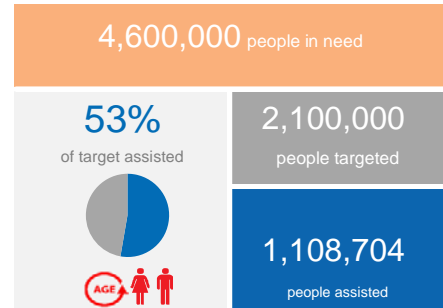 4,600,000 people in need
53%
of target assisted
AGE
2,100,000
people targeted
1,108,704
people assisted